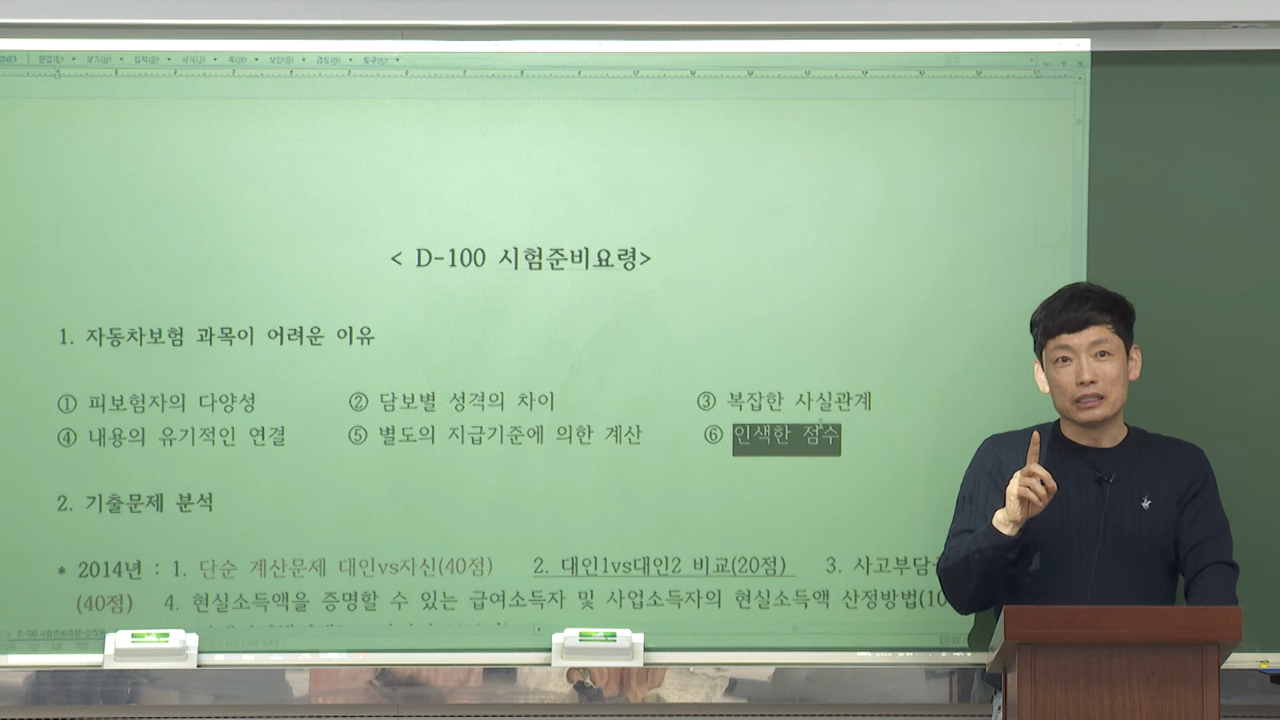 < D-100 시험준비요령>
1. 자동차보험 과목이 어려운 이유
① 피보험자의 다양성 ② 담보별 성격의 차이 ③ 복잡한 사실관계
④ 내용의 유기적인 연결 ⑤ 별도의 지급기준에 의한 계산 ⑥ 인색한 점수
2. 기출문제 분석
* 2014년 : 1. 단순 계산문제 대인vs자신(40점) 2. 대인1vs대인2 비교(20점) 3. 사고부담
(40점) 4. 현실소득액을 증명할 수 있는 급여소득자 및 사업소득자의 현실소득액 산정방법(10